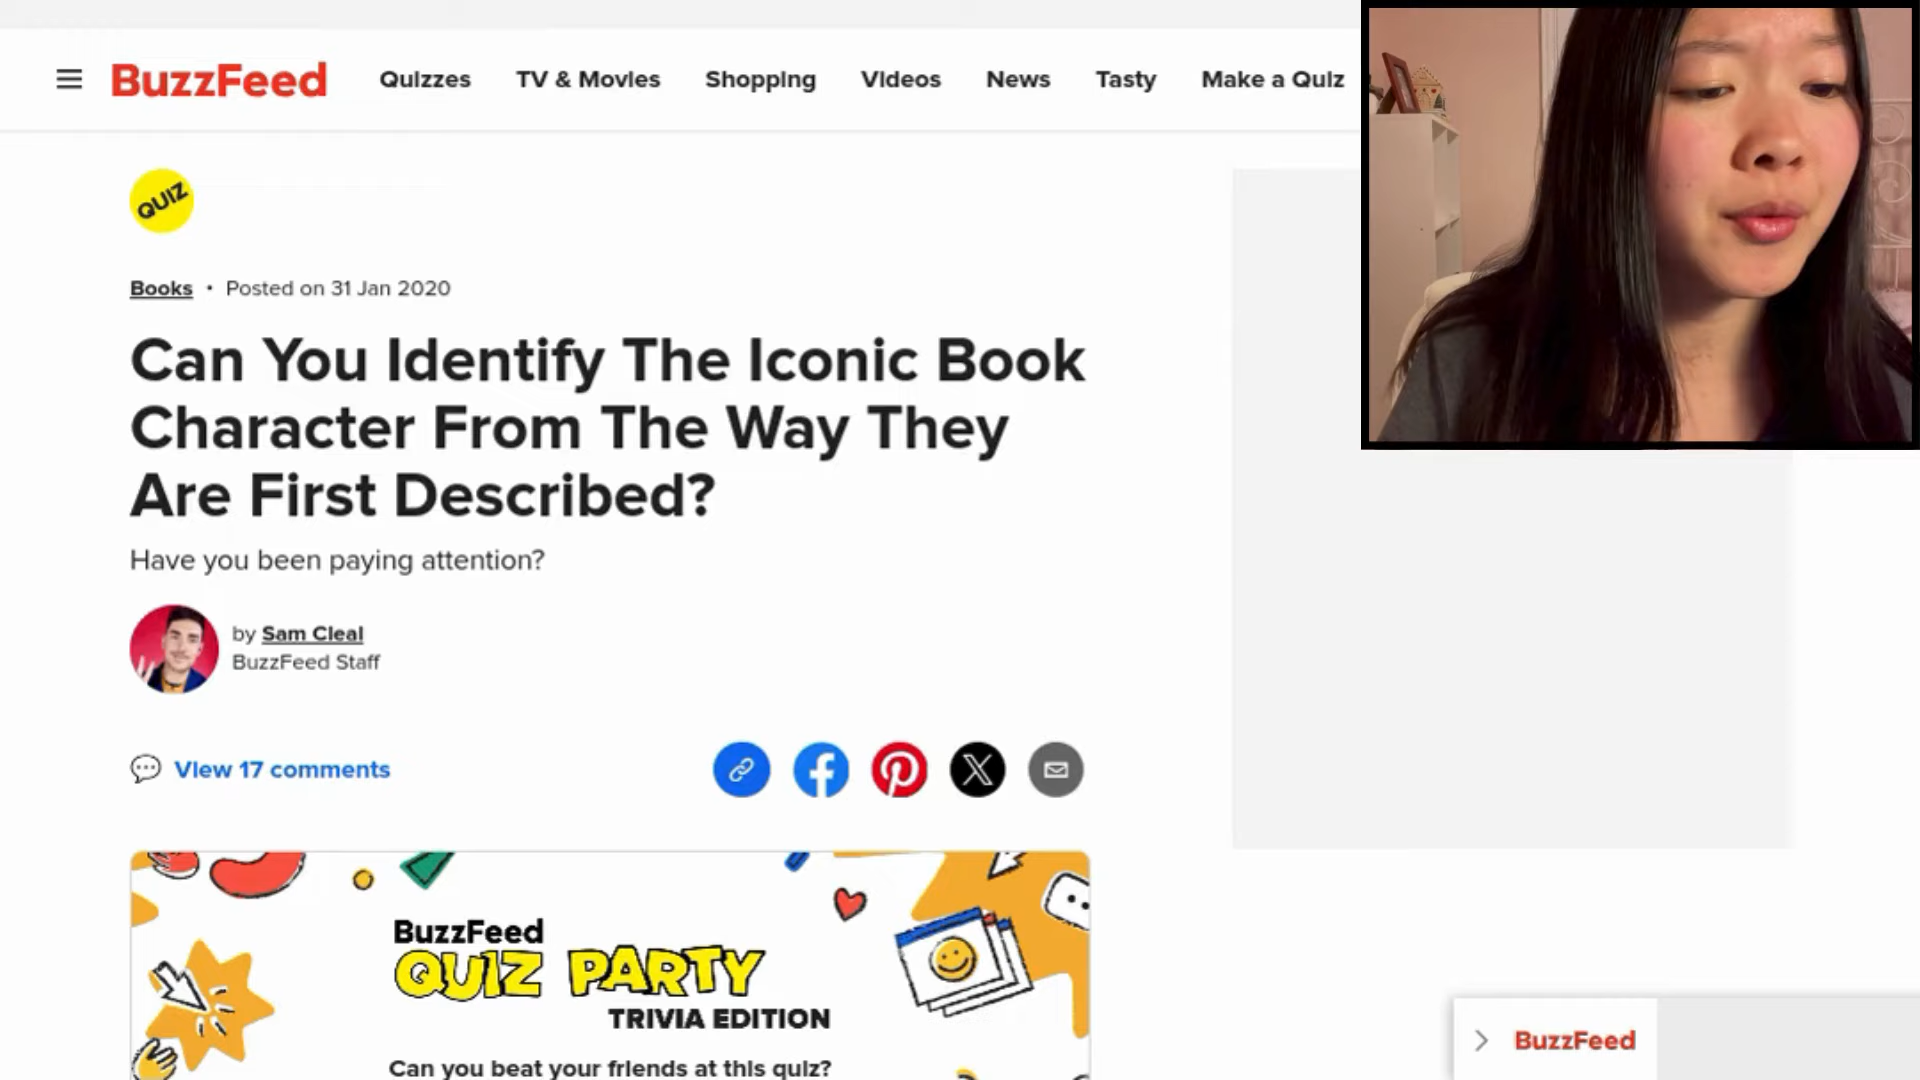 BuzzFeed Quizzes TV & Movies Shopping Videos News Tasty Make a Quiz
QUIZ
Books • Posted on 31 Jan 2020
Can You Identify The Iconic Book
Character From The Way They
Are First Described?
Have you been paying attention?
by Sam Cleal
BuzzFeed Staff
View 17 comments
BuzzFeed
QUIZ PARTY
TRIVIA EDITION
Can you beat your friends at this quiz?
BuzzFeed